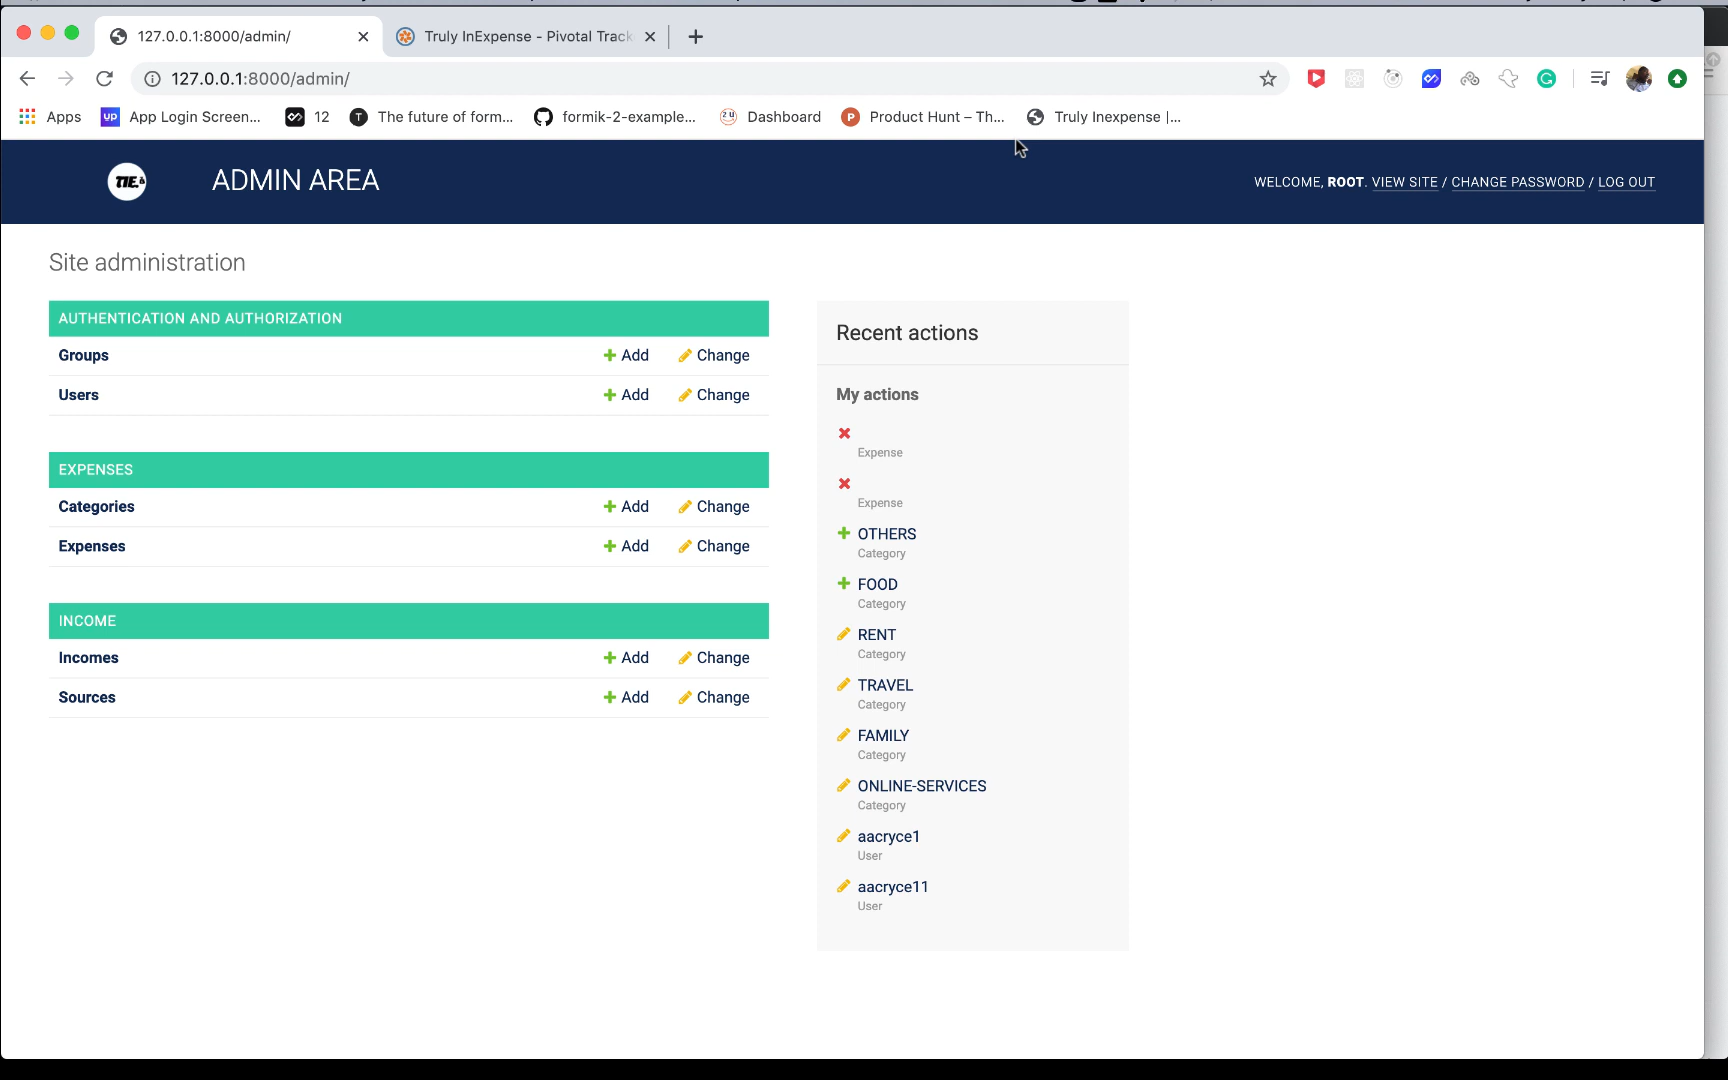 127.0.0.1:8000/admin/
Truly InExpense - Pivotal Track
127.0.0.1:8000/admin/
Apps
UP App Login Screen...
12
T The future of form...
formik-2-example...
2U Dashboard
P Product Hunt – Th...
Truly Inexpense |...
TIE.
ADMIN AREA
WELCOME, ROOT. VIEW SITE / CHANGE PASSWORD / LOG OUT
Site administration
AUTHENTICATION AND AUTHORIZATION
Groups Add Change
Users Add Change
EXPENSES
Categories Add Change
Expenses Add Change
INCOME
Incomes Add Change
Sources Add Change
Recent actions
My actions
Expense
Expense
OTHERS
Category
FOOD
Category
RENT
Category
TRAVEL
Category
FAMILY
Category
ONLINE-SERVICES
Category
aacryce1
User
aacryce11
User